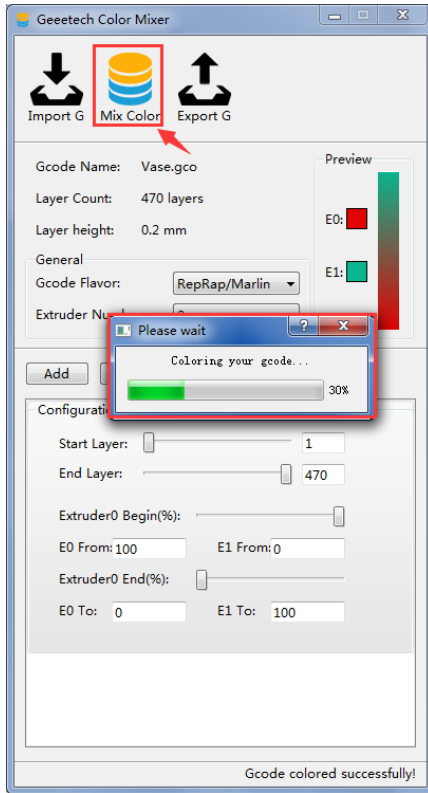 Geeetech Color Mixer
Import G
Mix Color
Export G
Gcode Name: Vase.gco
Layer Count: 470 layers
Layer height: 0.2 mm
Preview
E0:
E1:
General
Gcode Flavor: RepRap/Marlin
Extruder
Please wait
Coloring your gcode...
30%
Add
Start Layer: 1
End Layer: 470
Extruder0 Begin(%):
E0 From: 100 E1 From: 0
Extruder0 End(%):
E0 To: 0 E1 To: 100
Gcode colored successfully!